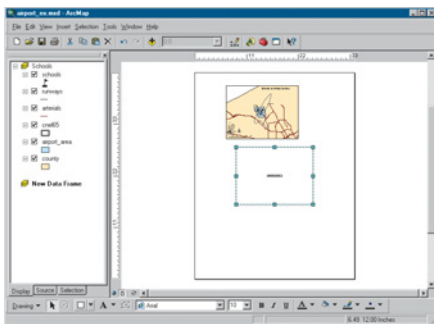 airport_ex.mxd - ArcMap
File Edit View Insert Selection Tools Window Help
Schools
schools
runways
arterials
cnel65
airport_area
county
New Data Frame
Display Source Selection
Drawing
Arial
10
B I U
A
6.49 12.00 Inches